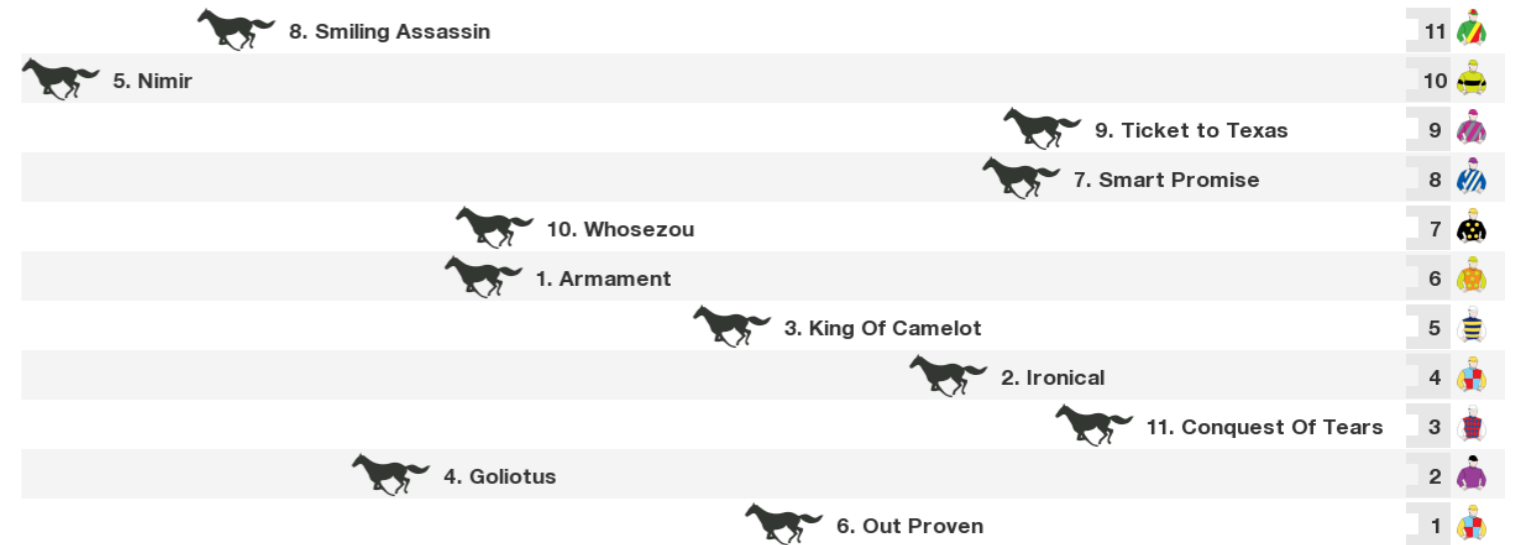 8. Smiling Assassin 11
5. Nimir 10
9. Ticket to Texas 9
7. Smart Promise 8
10. Whosezou 7
1. Armament 6
3. King Of Camelot 5
2. Ironical 4
11. Conquest Of Tears 3
4. Goliotus 2
6. Out Proven 1